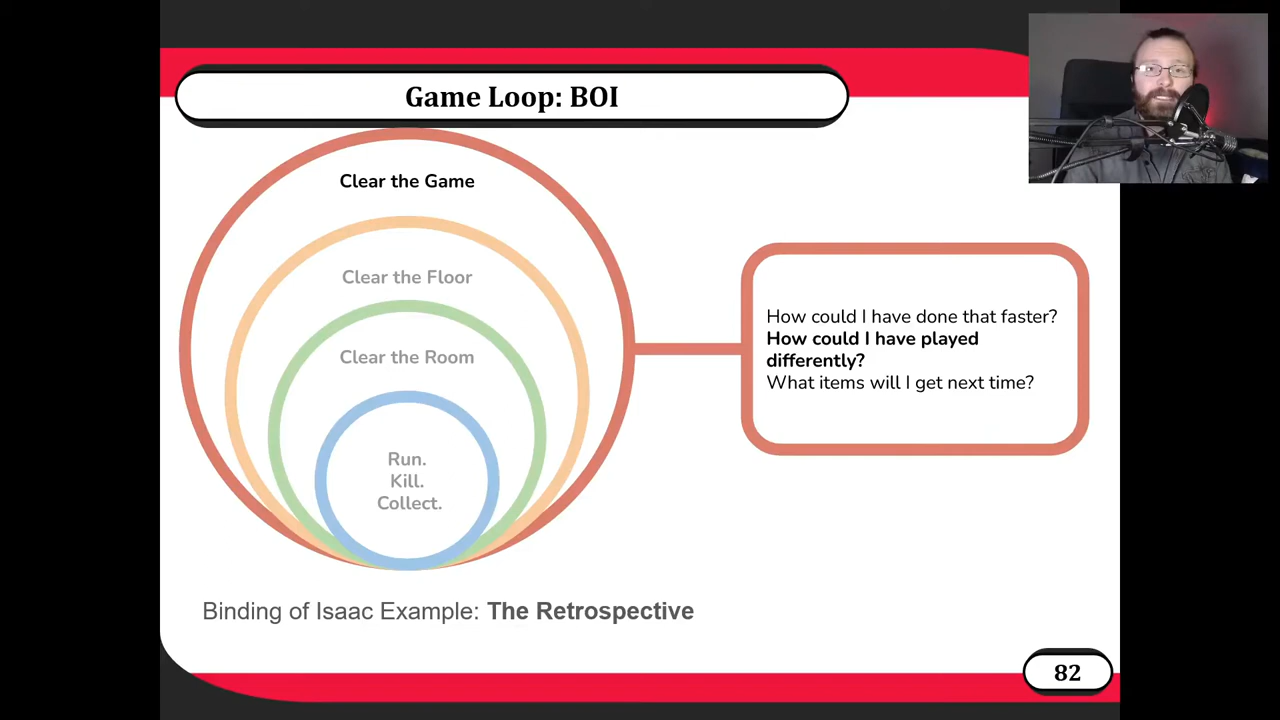 Game Loop: BOI
Clear the Game
Clear the Floor
Clear the Room
Run.
Kill.
Collect.
How could I have done that faster?
How could I have played
differently?
What items will I get next time?
Binding of Isaac Example: The Retrospective
82